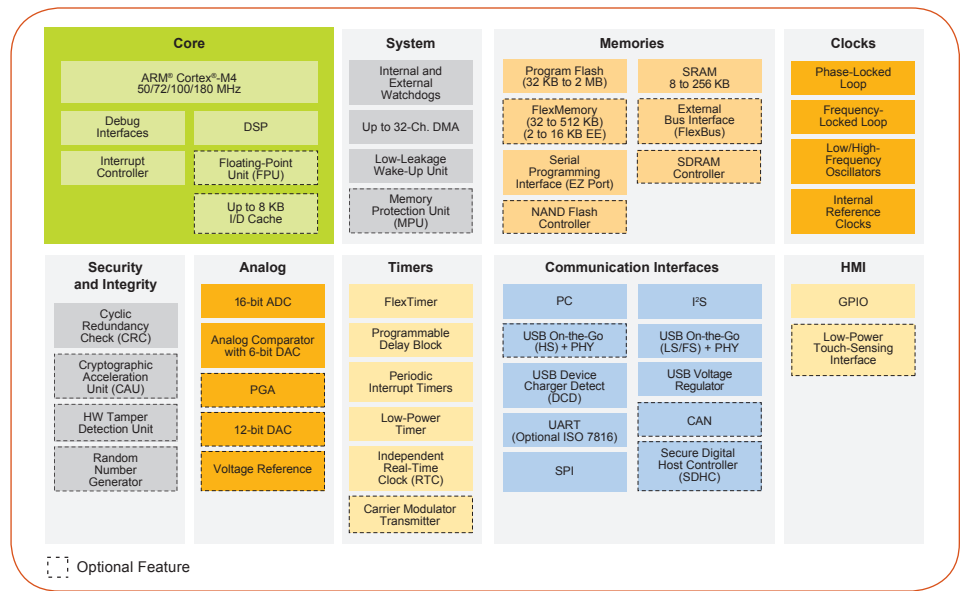 Core
ARM® Cortex®-M4
50/72/100/180 MHz
Debug
Interfaces
DSP
Interrupt
Controller
Floating-Point
Unit (FPU)
Up to 8 KB
I/D Cache
System
Internal and
External
Watchdogs
Up to 32-Ch. DMA
Low-Leakage
Wake-Up Unit
Memory
Protection Unit
(MPU)
Memories
Program Flash
(32 KB to 2 MB)
SRAM
8 to 256 KB
FlexMemory
(32 to 512 KB)
(2 to 16 KB EE)
External
Bus Interface
(FlexBus)
Serial
Programming
Interface (EZ Port)
SDRAM
Controller
NAND Flash
Controller
Clocks
Phase-Locked
Loop
Frequency-
Locked Loop
Low/High-
Frequency
Oscillators
Internal
Reference
Clocks
Security
and Integrity
Cyclic
Redundancy
Check (CRC)
Cryptographic
Acceleration
Unit (CAU)
HW Tamper
Detection Unit
Random
Number
Generator
Analog
16-bit ADC
Analog Comparator
with 6-bit DAC
PGA
12-bit DAC
Voltage Reference
Timers
FlexTimer
Programmable
Delay Block
Periodic
Interrupt Timers
Low-Power
Timer
Independent
Real-Time
Clock (RTC)
Carrier Modulator
Transmitter
Communication Interfaces
PC
I²S
USB On-the-Go
(HS) + PHY
USB On-the-Go
(LS/FS) + PHY
USB Device
Charger Detect
(DCD)
USB Voltage
Regulator
UART
(Optional ISO 7816)
CAN
SPI
Secure Digital
Host Controller
(SDHC)
HMI
GPIO
Low-Power
Touch-Sensing
Interface
Optional Feature